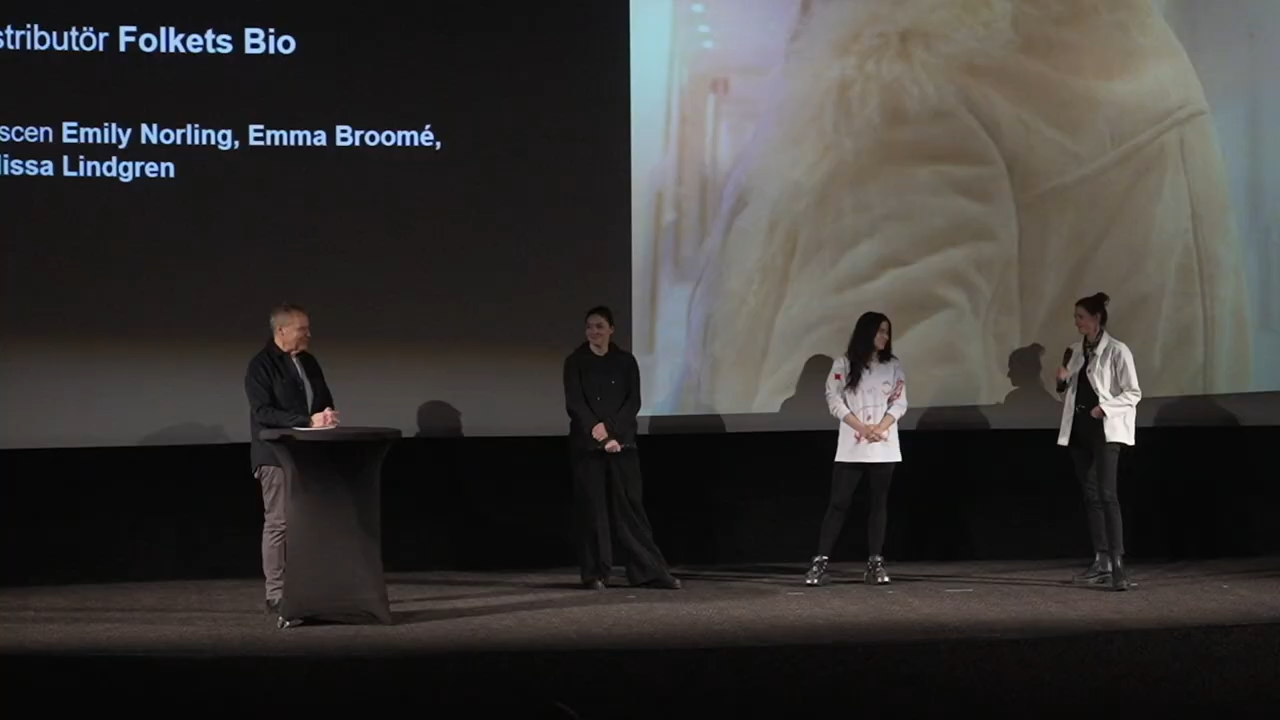 stributör Folkets Bio
scen Emily Norling, Emma Broomé,
lissa Lindgren